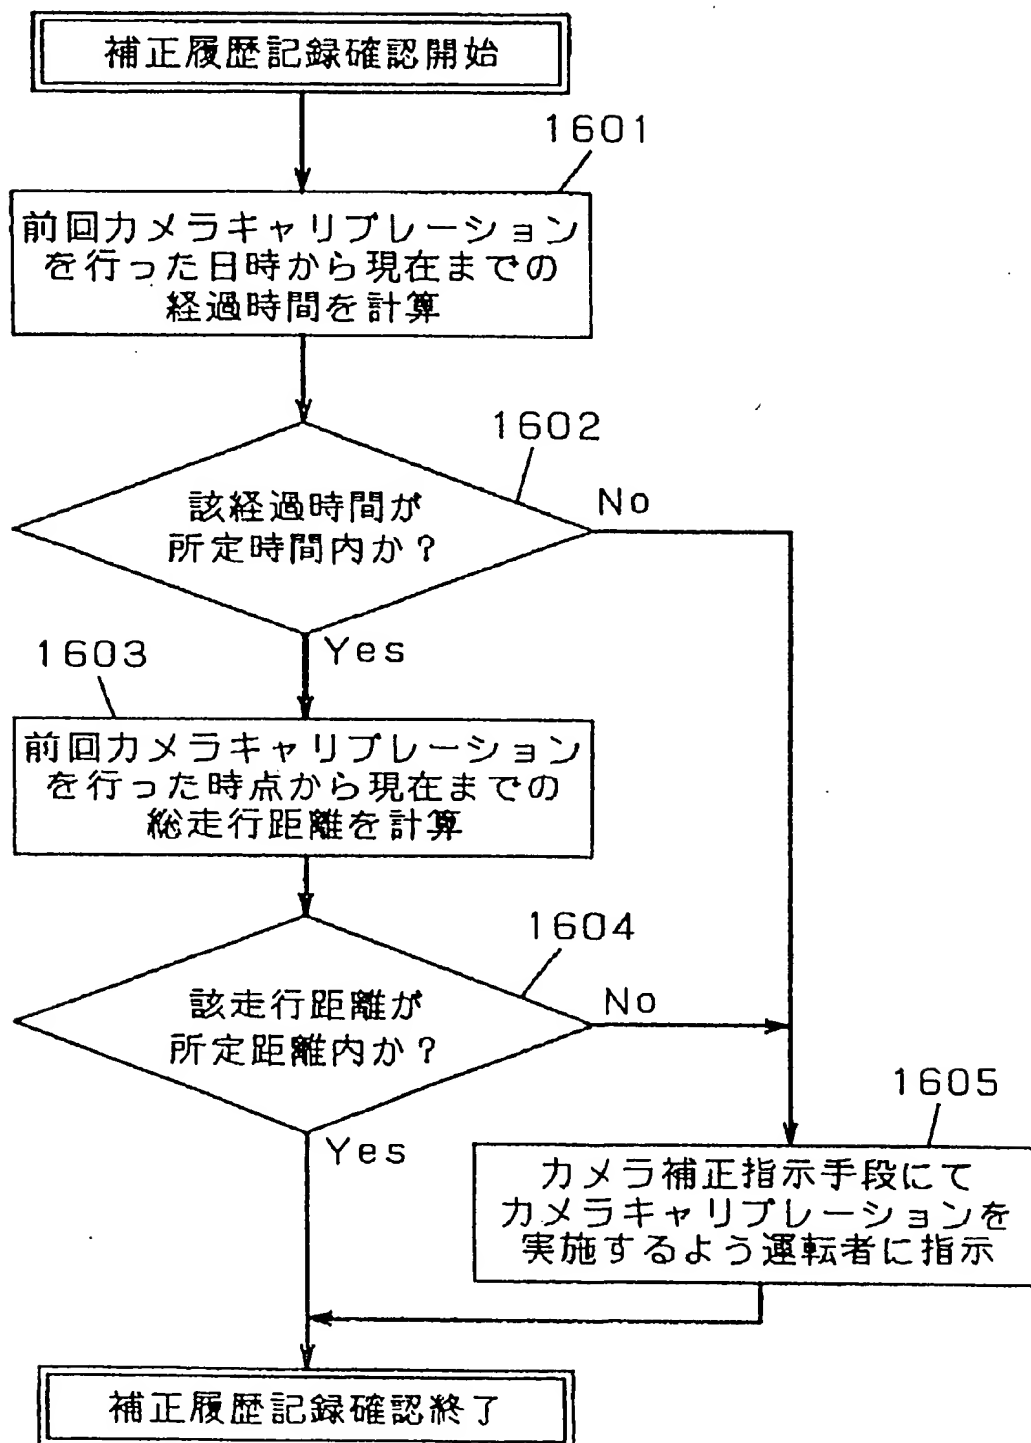 補正履歴記録確認開始
1601
前回カメラキャリブレーション
を行った日時から現在までの
経過時間を計算
1602
該経過時間が
所定時間内か?
No
Yes
1603
前回カメラキャリブレーション
を行った時点から現在までの
総走行距離を計算
1604
該走行距離が
所定距離内か?
No
Yes
1605
カメラ補正指示手段にて
カメラキャリブレーションを
実施するよう運転者に指示
補正履歴記録確認終了